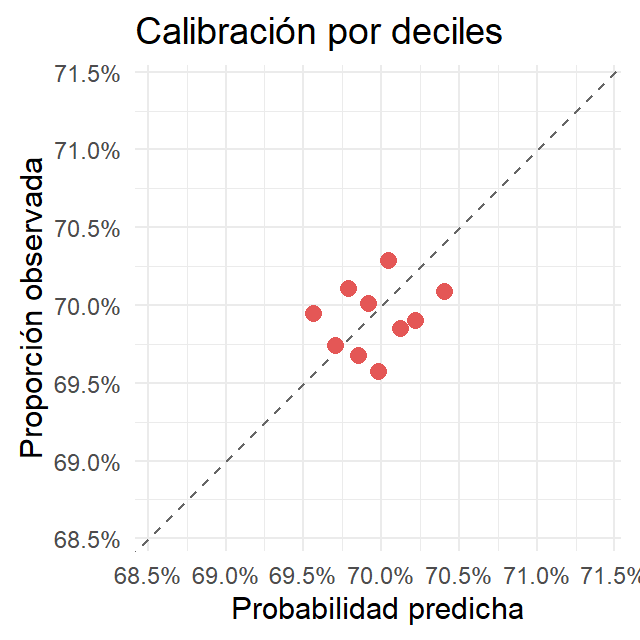 Calibración por deciles
71.5%
71.0%
70.5%
70.0%
69.5%
69.0%
68.5%
Proporción observada
68.5% 69.0% 69.5% 70.0% 70.5% 71.0% 71.5%
Probabilidad predicha